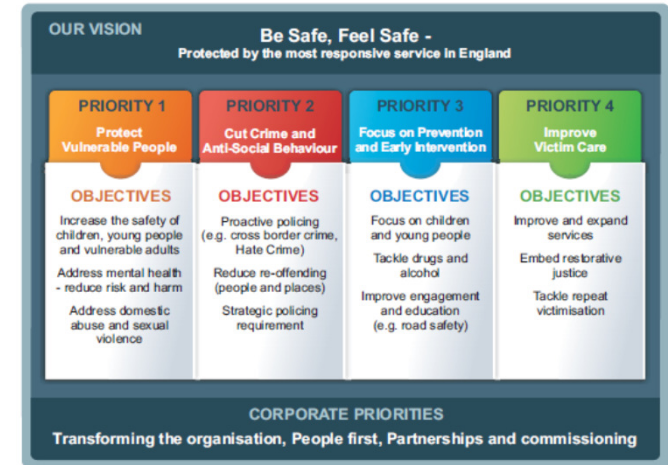 OUR VISION
Be Safe, Feel Safe -
Protected by the most responsive service in England
PRIORITY 1
Protect
Vulnerable People
OBJECTIVES
Increase the safety of
children, young people
and vulnerable adults
Address mental health
- reduce risk and harm
Address domestic
abuse and sexual
violence
PRIORITY 2
Cut Crime and
Anti-Social Behaviour
OBJECTIVES
Proactive policing
(e.g. cross border crime,
Hate Crime)
Reduce re-offending
(people and places)
Strategic policing
requirement
PRIORITY 3
Focus on Prevention
and Early Intervention
OBJECTIVES
Focus on children
and young people
Tackle drugs and
alcohol
Improve engagement
and education
(e.g. road safety)
PRIORITY 4
Improve
Victim Care
OBJECTIVES
Improve and expand
services
Embed restorative
justice
Tackle repeat
victimisation
CORPORATE PRIORITIES
Transforming the organisation, People first, Partnerships and commissioning